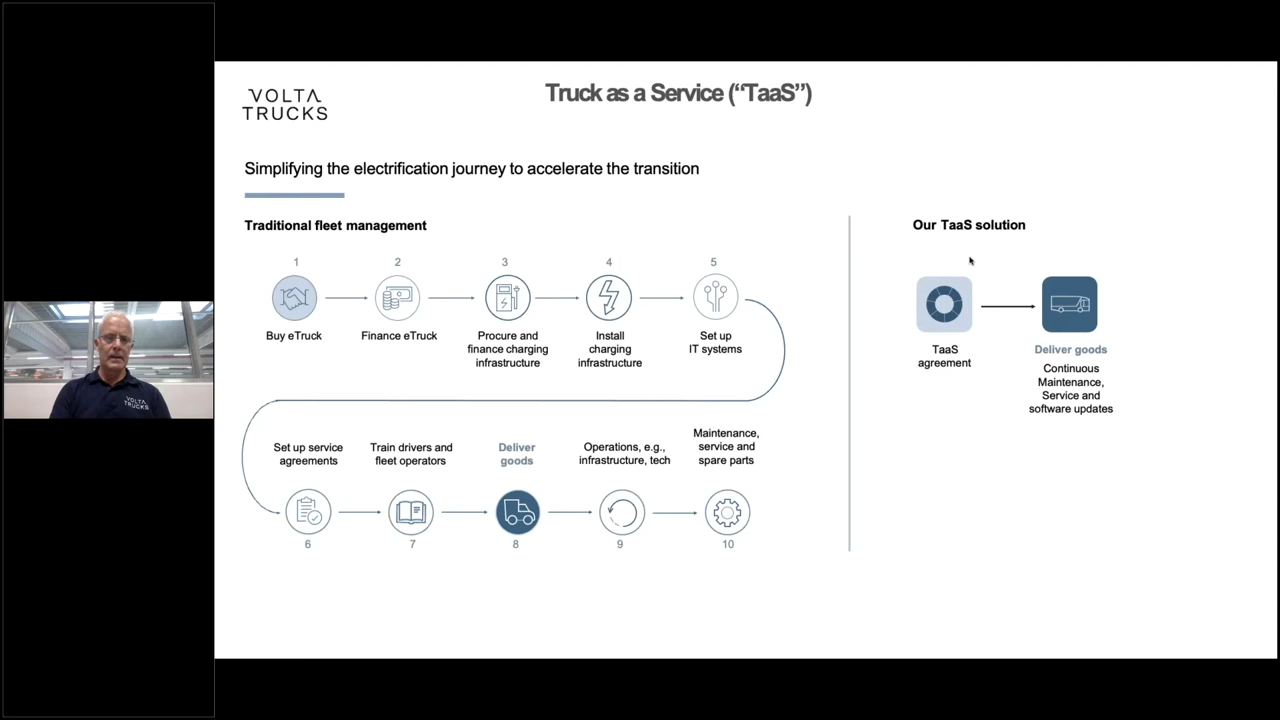 VOLTA
TRUCKS
Truck as a Service (“TaaS”)
Simplifying the electrification journey to accelerate the transition
Traditional fleet management
1
2
3
4
5
Buy eTruck
Finance eTruck
Procure and
finance charging
infrastructure
Install
charging
infrastructure
Set up
IT systems
Set up service
agreements
Train drivers and
fleet operators
Deliver
goods
Operations, e.g.,
infrastructure, tech
Maintenance,
service and
spare parts
6
7
8
9
10
Our TaaS solution
TaaS
agreement
Deliver goods
Continuous
Maintenance,
Service and
software updates
VOLTA
TRUCKS